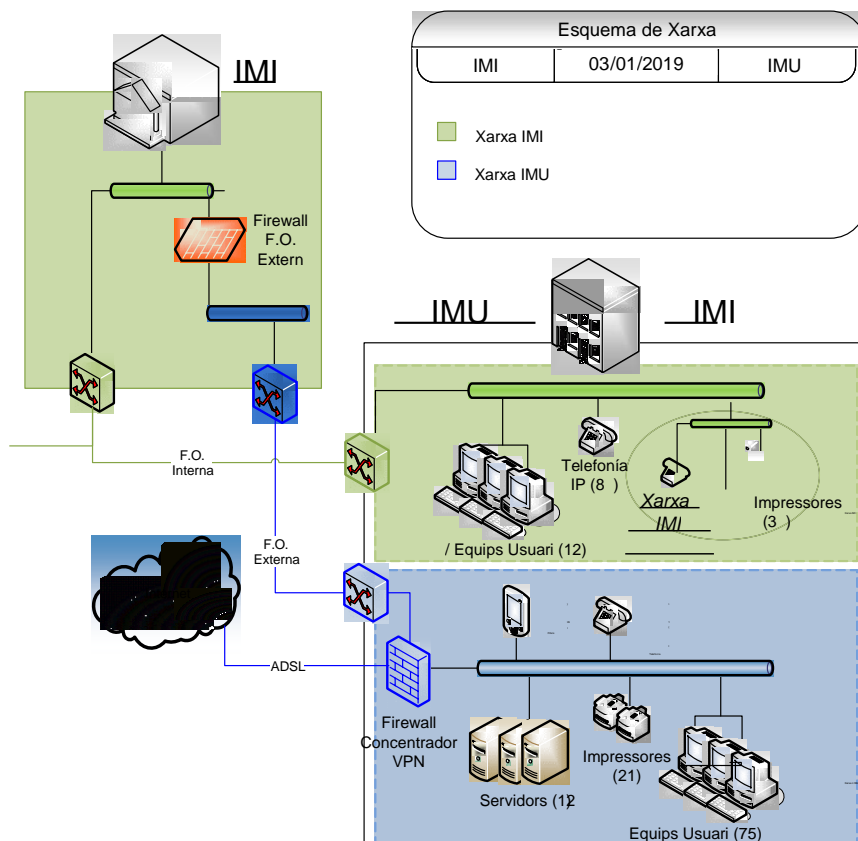 IMI
Esquema de Xarxa
IMI
03/01/2019
IMU
Xarxa IMI
Xarxa IMU
Firewall
F.O.
Extern
IMU
IMI
F.O.
Interna
Telefonía
IP (8 )
Xarxa
IMI
Impressores
(3 )
/ Equips Usuari (12)
F.O.
Externa
ADSL
Firewall
Concentrador
VPN
Servidors (12
Impressores
(21)
Equips Usuari (75)